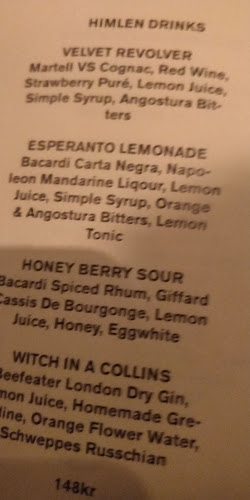 HIMLEN DRINKS
VELVET REVOLVER
Martell VS Cognac, Red Wine,
Strawberry Puré, Lemon Juice,
Simple Syrup, Angostura Bit-
ters
ESPERANTO LEMONADE
Bacardi Carta Negra, Napo-
leon Mandarine Liqour, Lemon
Juice, Simple Syrup, Orange
& Angostura Bitters, Lemon
Tonic
HONEY BERRY SOUR
Bacardi Spiced Rhum, Giffard
Cassis De Bourgonge, Lemon
Juice, Honey, Eggwhite
WITCH IN A COLLINS
Beefeater London Dry Gin,
mon Juice, Homemade Gre-
dine, Orange Flower Water,
Schweppes Russchian
148kr